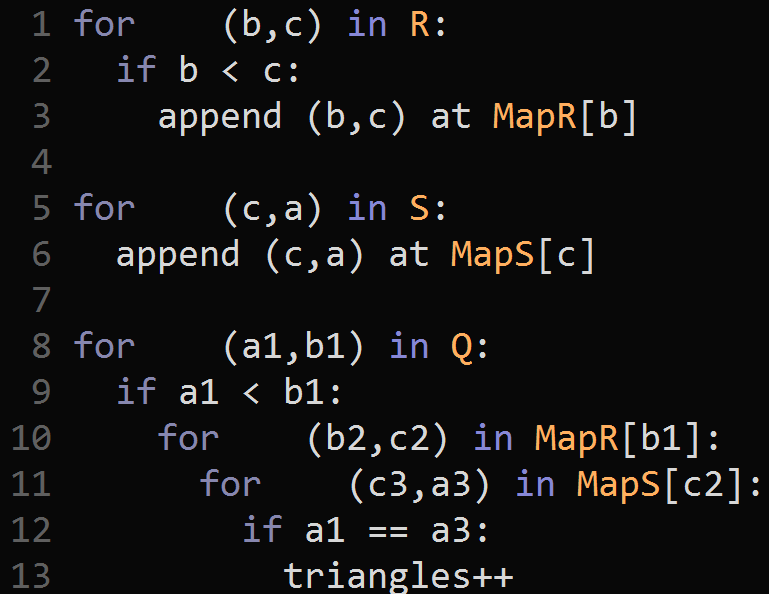 1 for    (b,c) in R:
2   if b < c:
3     append (b,c) at MapR[b]
4
5 for    (c,a) in S:
6   append (c,a) at MapS[c]
7
8 for    (a1,b1) in Q:
9   if a1 < b1:
10     for    (b2,c2) in MapR[b1]:
11       for    (c3,a3) in MapS[c2]:
12         if a1 == a3:
13           triangles++